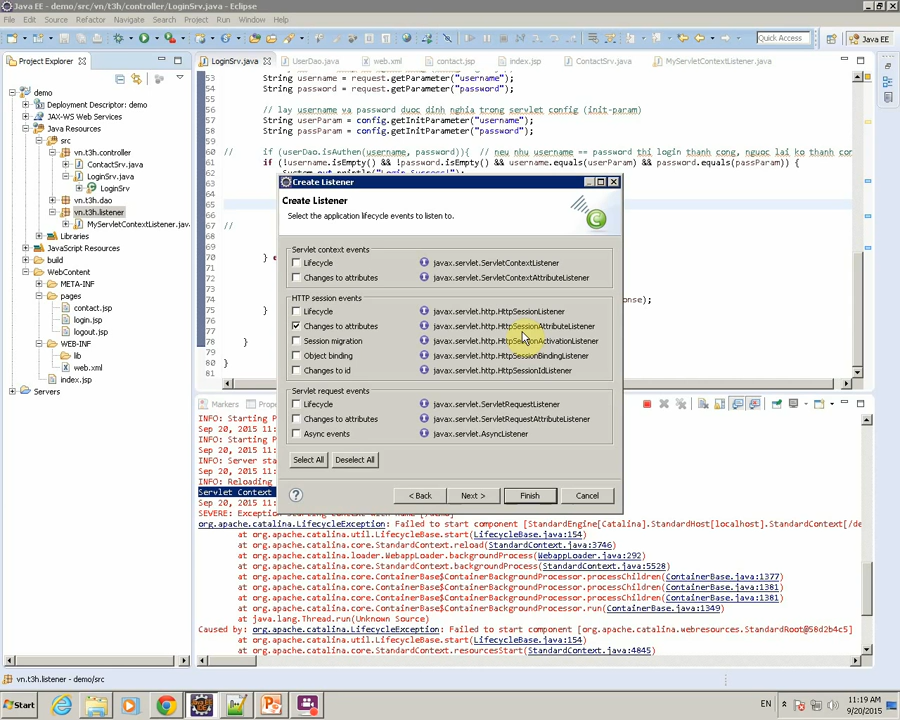 Java EE - demo/src/vn/t3h/controller/LoginSrv.java - Eclipse
File Edit Source Refactor Navigate Search Project Run Window Help
Quick Access
Java EE
Project Explorer
LoginSrv.java
UserDao.java
web.xml
contact.jsp
index.jsp
ContactSrv.java
MyServletContextListener.java
demo
Deployment Descriptor: demo
JAX-WS Web Services
Java Resources
src
vn.t3h.controller
ContactSrv.java
LoginSrv.java
LoginSrv
vn.t3h.dao
vn.t3h.listener
MyServletContextListener.java
Libraries
JavaScript Resources
build
WebContent
META-INF
pages
contact.jsp
login.jsp
logout.jsp
WEB-INF
lib
web.xml
index.jsp
Servers
53 String username = request.getParameter("username");
54 String password = request.getParameter("password");
55
56 // lay username va password duoc dinh nghia trong servlet config (init-param)
57 String userParam = config.getInitParameter("username");
58 String passParam = config.getInitParameter("password");
59
60 // if (userDao.isAuthen(username, password)){ // neu nhu username == password thi login thanh cong, nguoc lai ko thanh cong
61 if (!username.isEmpty() && !password.isEmpty() && username.equals(userParam) && password.equals(passParam)) {
62 System.out.println("Login Success!");
Create Listener
Create Listener
Select the application lifecycle events to listen to.
Servlet context events
Lifecycle javax.servlet.ServletContextListener
Changes to attributes javax.servlet.ServletContextAttributeListener
HTTP session events
Lifecycle javax.servlet.http.HttpSessionListener
Changes to attributes javax.servlet.http.HttpSessionAttributeListener
Session migration javax.servlet.http.HttpSessionActivationListener
Object binding javax.servlet.http.HttpSessionBindingListener
Changes to id javax.servlet.http.HttpSessionIdListener
Servlet request events
Lifecycle javax.servlet.ServletRequestListener
Changes to attributes javax.servlet.ServletRequestAttributeListener
Async events javax.servlet.AsyncListener
Select All Deselect All
< Back Next > Finish Cancel
Markers
INFO: Starting
Sep 20, 2015 11:
INFO: Starting
Sep 20, 2015 11:
INFO: Server sta
Sep 20, 2015 11:
INFO: Reloading
Servlet Context
Sep 20, 2015 11:
org.apache.catalina.LifecycleException: Failed to start component [StandardEngine[Catalina].StandardHost[localhost].StandardContext[/de
at org.apache.catalina.util.LifecycleBase.start(LifecycleBase.java:154)
at org.apache.catalina.core.StandardContext.reload(StandardContext.java:3746)
at org.apache.catalina.loader.WebappLoader.backgroundProcess(WebappLoader.java:292)
at org.apache.catalina.core.StandardContext.backgroundProcess(StandardContext.java:5528)
at org.apache.catalina.core.ContainerBase$ContainerBackgroundProcessor.processChildren(ContainerBase.java:1377)
at org.apache.catalina.core.ContainerBase$ContainerBackgroundProcessor.processChildren(ContainerBase.java:1381)
at org.apache.catalina.core.ContainerBase$ContainerBackgroundProcessor.processChildren(ContainerBase.java:1381)
at org.apache.catalina.core.ContainerBase$ContainerBackgroundProcessor.run(ContainerBase.java:1349)
at java.lang.Thread.run(Unknown Source)
Caused by: org.apache.catalina.LifecycleException: Failed to start component [org.apache.catalina.webresources.StandardRoot@58d2b4c5]
at org.apache.catalina.util.LifecycleBase.start(LifecycleBase.java:154)
at org.apache.catalina.core.StandardContext.resourcesStart(StandardContext.java:4845)
vn.t3h.listener - demo/src
Start
EN
11:19 AM
9/20/2015